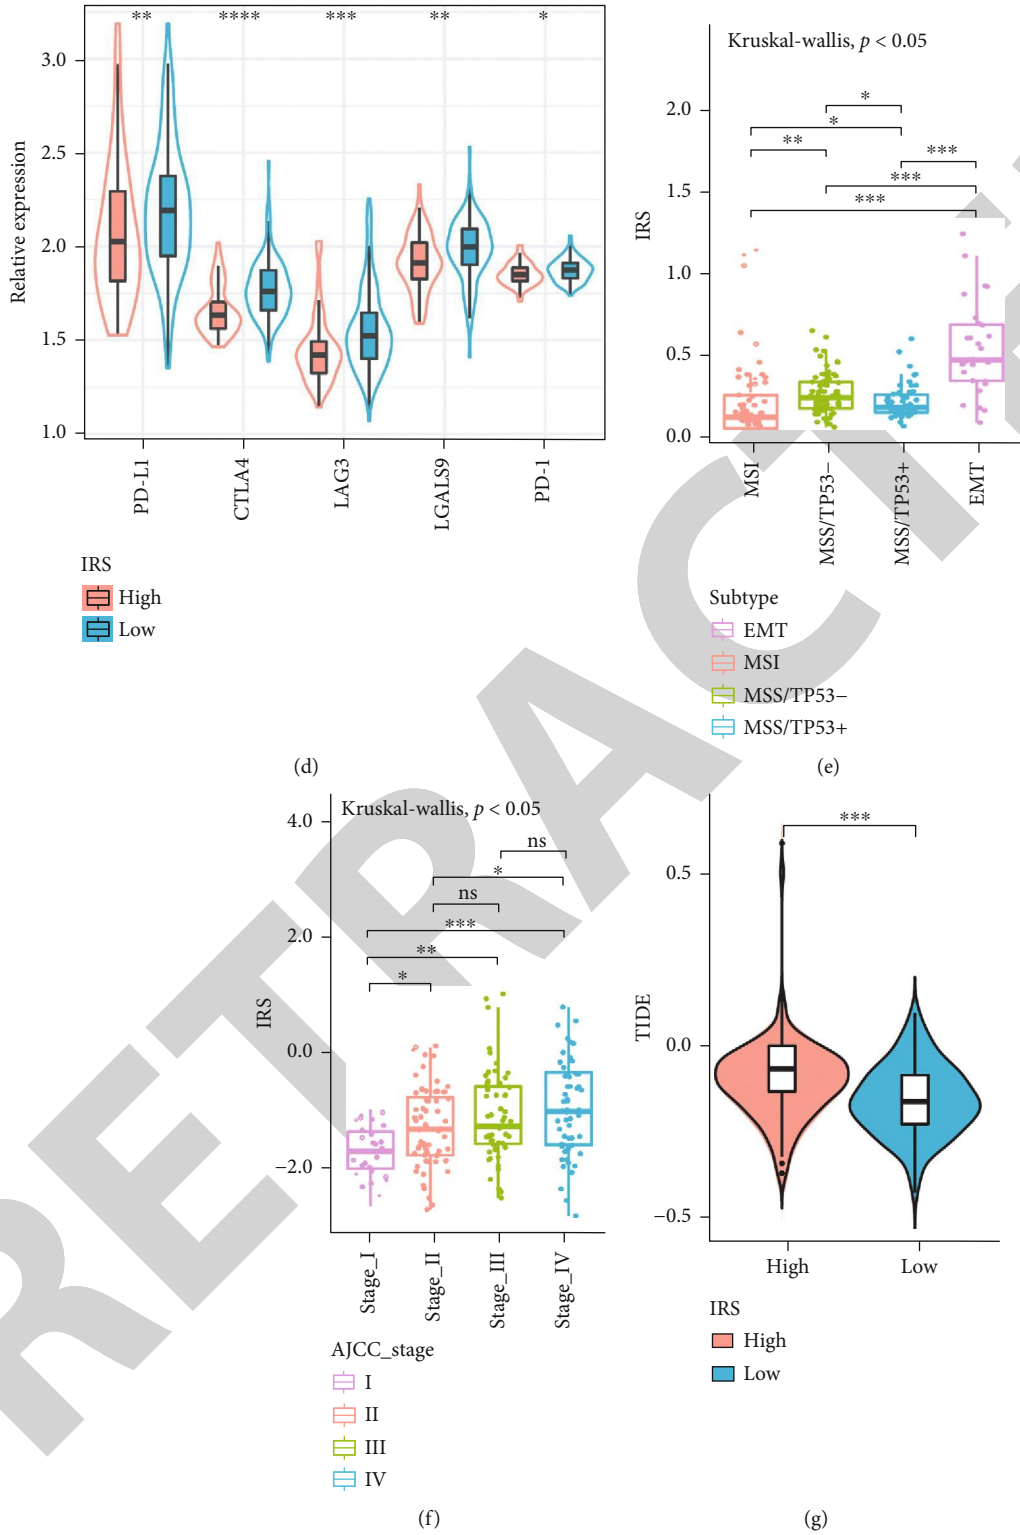 ** **** *** ** *
3.0
2.5
2.0
1.5
1.0
Relative expression
PD-L1
CTLA4
LAG3
LGALS9
PD-1
IRS
High
Low
(d)
Kruskal-wallis, p < 0.05
*
*
**
***
***
***
2.0
1.5
1.0
0.5
0.0
IRS
MSI
MSS/TP53−
MSS/TP53+
EMT
Subtype
EMT
MSI
MSS/TP53−
MSS/TP53+
(e)
Kruskal-wallis, p < 0.05
ns
*
ns
***
**
*
4.0
2.0
0.0
−2.0
IRS
Stage_I
Stage_II
Stage_III
Stage_IV
AJCC_stage
I
II
III
IV
(f)
***
0.5
0.0
−0.5
TIDE
High
Low
IRS
High
Low
(g)